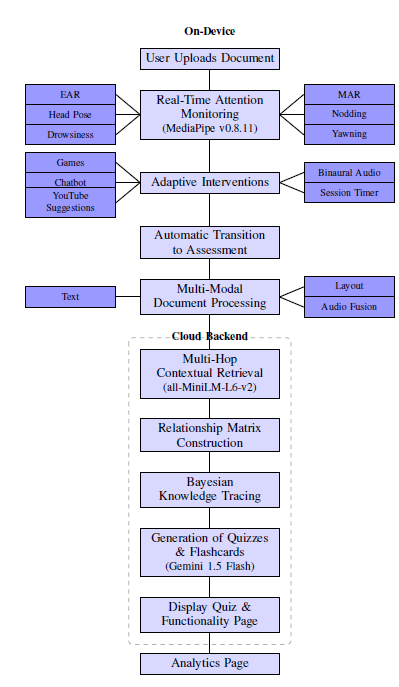 On-Device
User Uploads Document
EAR
Head Pose
Drowsiness
Real-Time Attention
Monitoring
(MediaPipe v0.8.11)
MAR
Nodding
Yawning
Games
Chatbot
YouTube
Suggestions
Adaptive Interventions
Binaural Audio
Session Timer
Automatic Transition
to Assessment
Text
Multi-Modal
Document Processing
Layout
Audio Fusion
Cloud Backend
Multi-Hop
Contextual Retrieval
(all-MiniLM-L6-v2)
Relationship Matrix
Construction
Bayesian
Knowledge Tracing
Generation of Quizzes
& Flashcards
(Gemini 1.5 Flash)
Display Quiz &
Functionality Page
Analytics Page